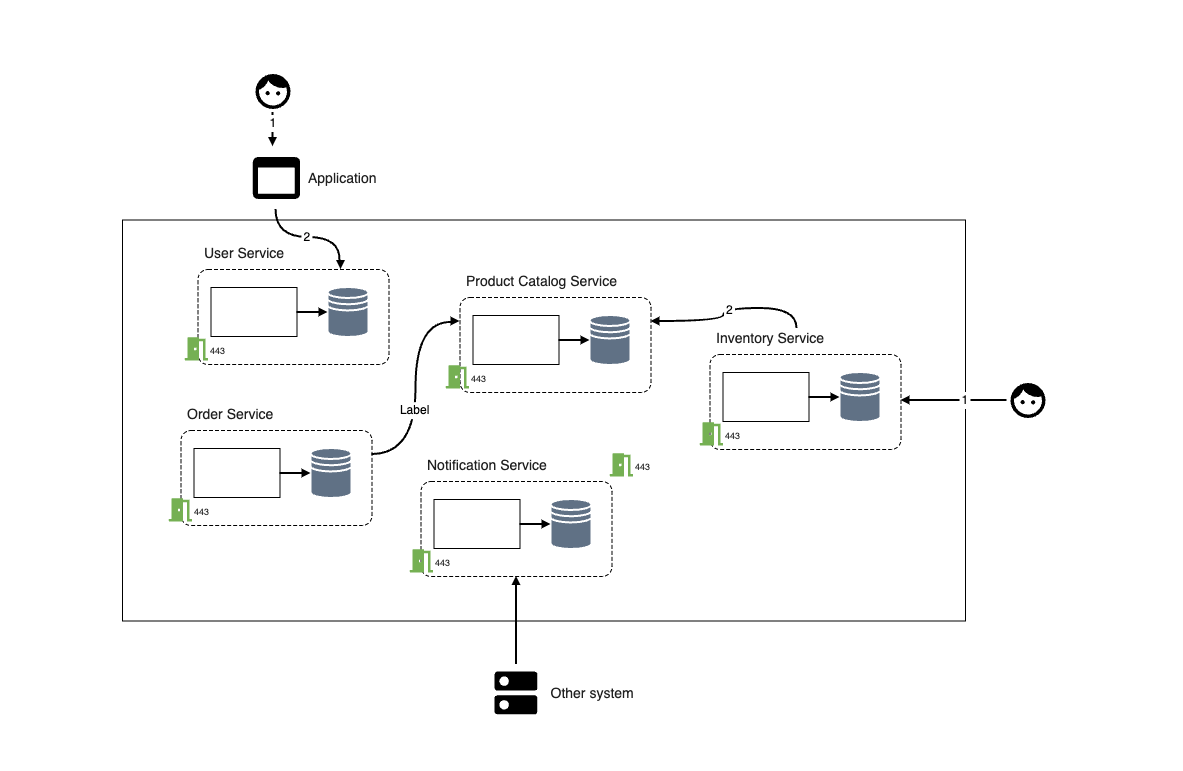 1
Application
2
User Service
443
Product Catalog Service
443
2
Inventory Service
443
1
Label
Order Service
443
Notification Service
443
443
Other system